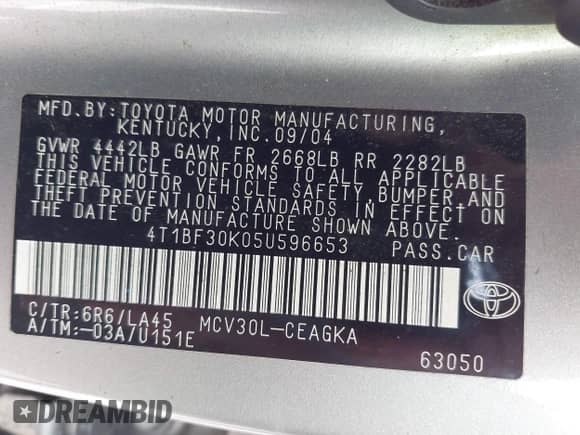 MFD.BY:TOYOTA MOTOR MANUFACTURING,
KENTUCKY,INC.09/04
GVWR 4442LB GAWR FR 2668LB RR 2282LB
THIS VEHICLE CONFORMS TO ALL APPLICABLE
FEDERAL MOTOR VEHICLE SAFETY,BUMPER,AND
THEFT PREVENTION STANDARDS IN EFFECT ON
THE DATE OF MANUFACTURE SHOWN ABOVE.
4T1BF30K05U596653 PASS.CAR
C/TR:6R6/LA45 MCV30L-CEAGKA
A/TM:-03A/U151E
63050
DREAMBID